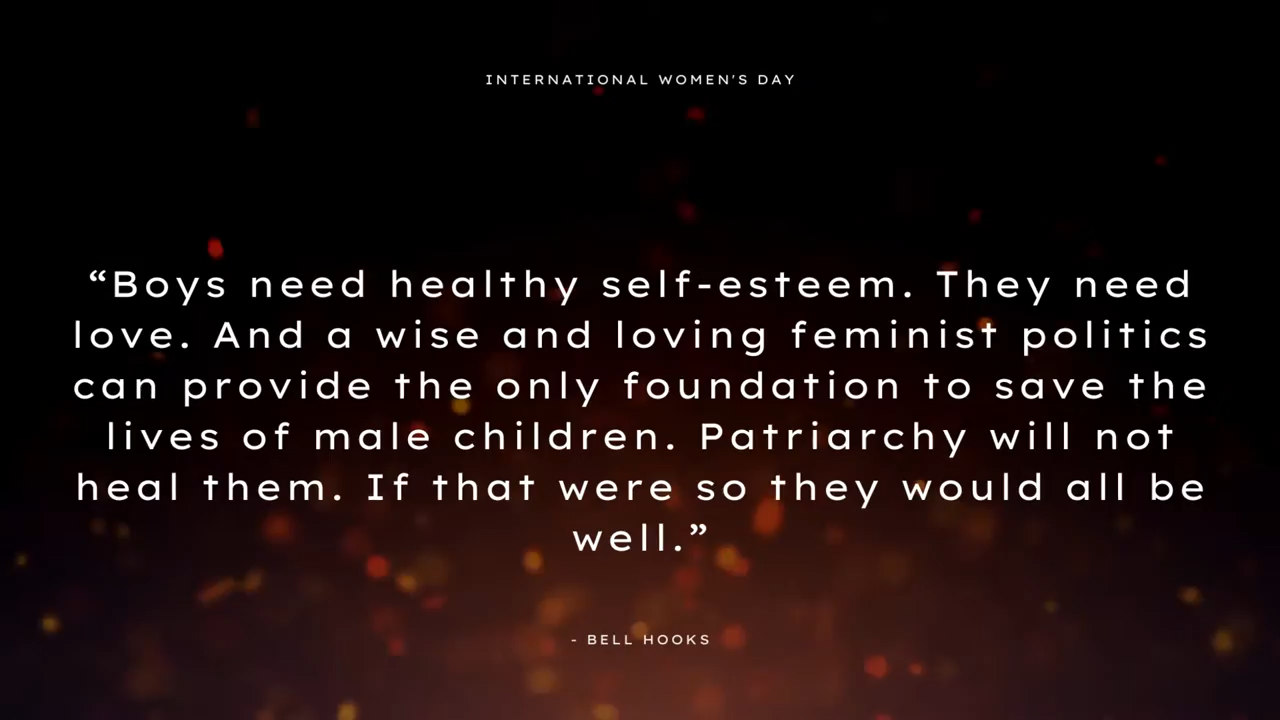 INTERNATIONAL WOMEN'S DAY
“Boys need healthy self-esteem. They need
love. And a wise and loving feminist politics
can provide the only foundation to save the
lives of male children. Patriarchy will not
heal them. If that were so they would all be
well.”
- BELL HOOKS